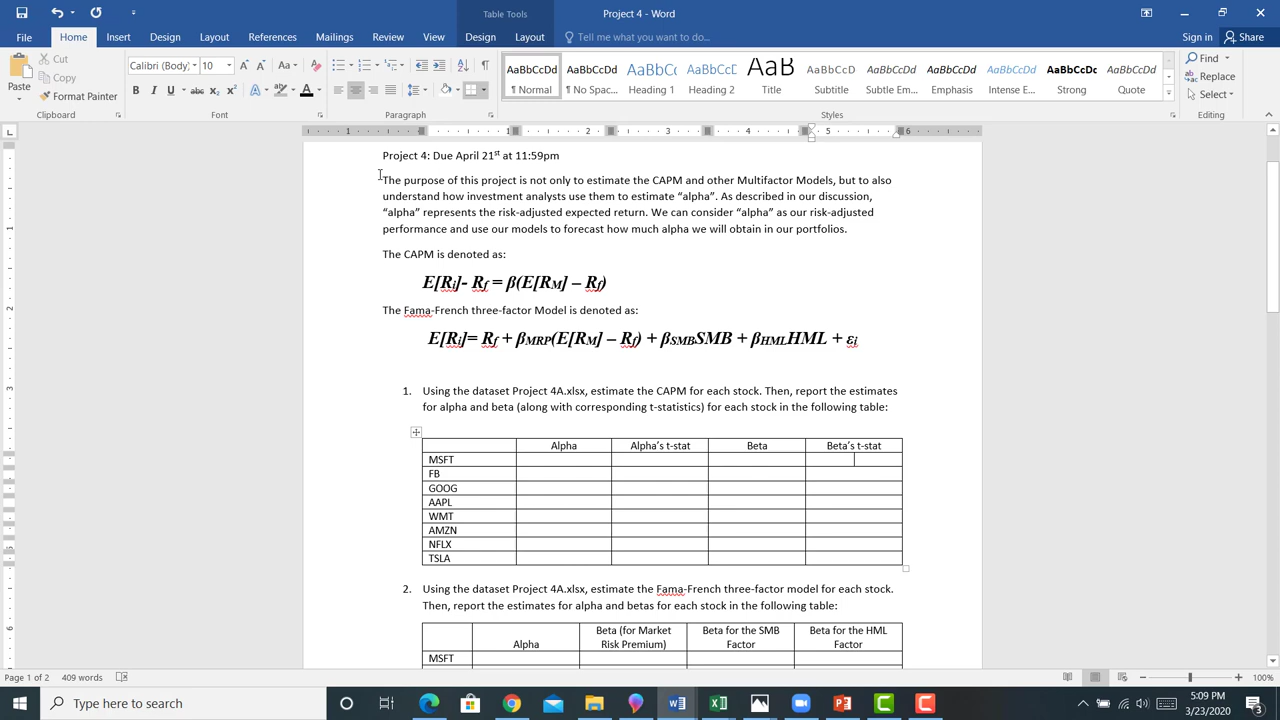 Table Tools
Project 4 - Word
File Home Insert Design Layout References Mailings Review View Design Layout Tell me what you want to do... Sign in Share
Cut
Copy
Format Painter
Paste
Clipboard
Calibri (Body) 10
Font
Paragraph
AaBbCcDd AaBbCcDd AaBbCc AaBbCcC AaB AaBbCcD AaBbCcDd AaBbCcDd AaBbCcDd AaBbCcDc AaBbCcDd
¶ Normal ¶ No Spac... Heading 1 Heading 2 Title Subtitle Subtle Em... Emphasis Intense E... Strong Quote
Styles
Find
Replace
Select
Editing
Project 4: Due April 21st at 11:59pm
The purpose of this project is not only to estimate the CAPM and other Multifactor Models, but to also
understand how investment analysts use them to estimate “alpha”. As described in our discussion,
“alpha” represents the risk-adjusted expected return. We can consider “alpha” as our risk-adjusted
performance and use our models to forecast how much alpha we will obtain in our portfolios.
The CAPM is denoted as:
E[Ri]- Rf = β(E[RM] – Rf)
The Fama-French three-factor Model is denoted as:
E[Ri]= Rf + βMRP(E[RM] – Rf) + βSMBSMB + βHMLHML + εi
1. Using the dataset Project 4A.xlsx, estimate the CAPM for each stock. Then, report the estimates
for alpha and beta (along with corresponding t-statistics) for each stock in the following table:
Alpha Alpha’s t-stat Beta Beta’s t-stat
MSFT
FB
GOOG
AAPL
WMT
AMZN
NFLX
TSLA
2. Using the dataset Project 4A.xlsx, estimate the Fama-French three-factor model for each stock.
Then, report the estimates for alpha and betas for each stock in the following table:
Alpha Beta (for Market Risk Premium) Beta for the SMB Factor Beta for the HML Factor
MSFT
Page 1 of 2 409 words 100%
Type here to search
5:09 PM
3/23/2020